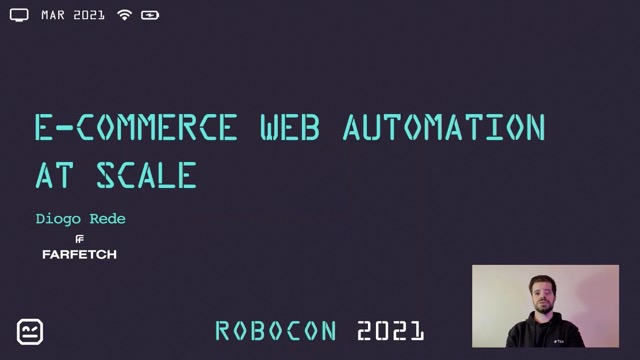 MAR 2021
E-COMMERCE WEB AUTOMATION
AT SCALE
Diogo Rede
FARFETCH
ROBOCON 2021